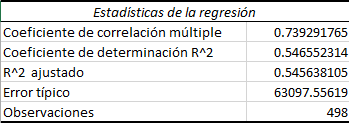 Estadísticas de la regresión
Coeficiente de correlación múltiple 0.739291765
Coeficiente de determinación R^2 0.546552314
R^2 ajustado 0.545638105
Error típico 63097.55619
Observaciones 498